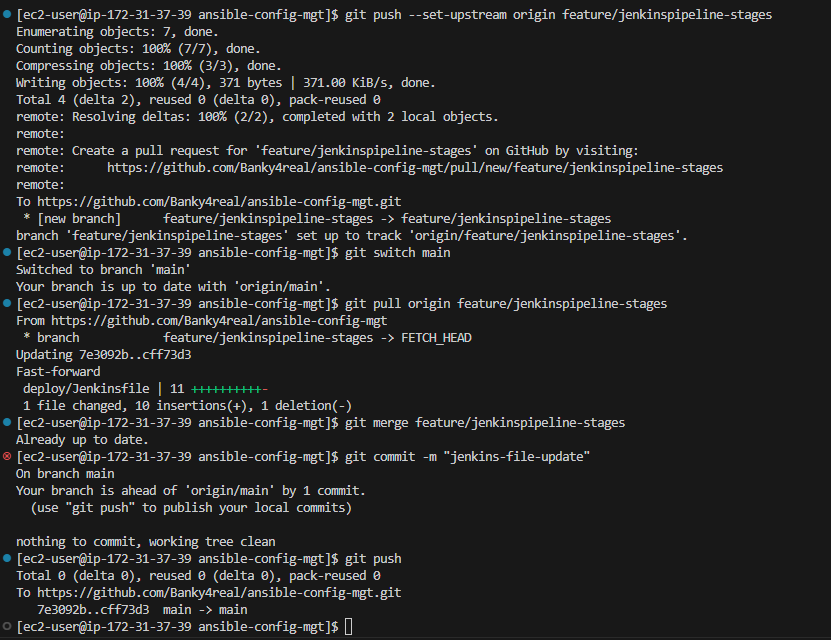 [ec2-user@ip-172-31-37-39 ansible-config-mgt]$ git push --set-upstream origin feature/jenkinspipeline-stages
Enumerating objects: 7, done.
Counting objects: 100% (7/7), done.
Compressing objects: 100% (3/3), done.
Writing objects: 100% (4/4), 371 bytes | 371.00 KiB/s, done.
Total 4 (delta 2), reused 0 (delta 0), pack-reused 0
remote: Resolving deltas: 100% (2/2), completed with 2 local objects.
remote:
remote: Create a pull request for 'feature/jenkinspipeline-stages' on GitHub by visiting:
remote:      https://github.com/Banky4real/ansible-config-mgt/pull/new/feature/jenkinspipeline-stages
remote:
To https://github.com/Banky4real/ansible-config-mgt.git
 * [new branch]      feature/jenkinspipeline-stages -> feature/jenkinspipeline-stages
branch 'feature/jenkinspipeline-stages' set up to track 'origin/feature/jenkinspipeline-stages'.
[ec2-user@ip-172-31-37-39 ansible-config-mgt]$ git switch main
Switched to branch 'main'
Your branch is up to date with 'origin/main'.
[ec2-user@ip-172-31-37-39 ansible-config-mgt]$ git pull origin feature/jenkinspipeline-stages
From https://github.com/Banky4real/ansible-config-mgt
 * branch            feature/jenkinspipeline-stages -> FETCH_HEAD
Updating 7e3092b..cff73d3
Fast-forward
 deploy/Jenkinsfile | 11 ++++++++++-
 1 file changed, 10 insertions(+), 1 deletion(-)
[ec2-user@ip-172-31-37-39 ansible-config-mgt]$ git merge feature/jenkinspipeline-stages
Already up to date.
[ec2-user@ip-172-31-37-39 ansible-config-mgt]$ git commit -m "jenkins-file-update"
On branch main
Your branch is ahead of 'origin/main' by 1 commit.
  (use "git push" to publish your local commits)

nothing to commit, working tree clean
[ec2-user@ip-172-31-37-39 ansible-config-mgt]$ git push
Total 0 (delta 0), reused 0 (delta 0), pack-reused 0
To https://github.com/Banky4real/ansible-config-mgt.git
   7e3092b..cff73d3  main -> main
[ec2-user@ip-172-31-37-39 ansible-config-mgt]$